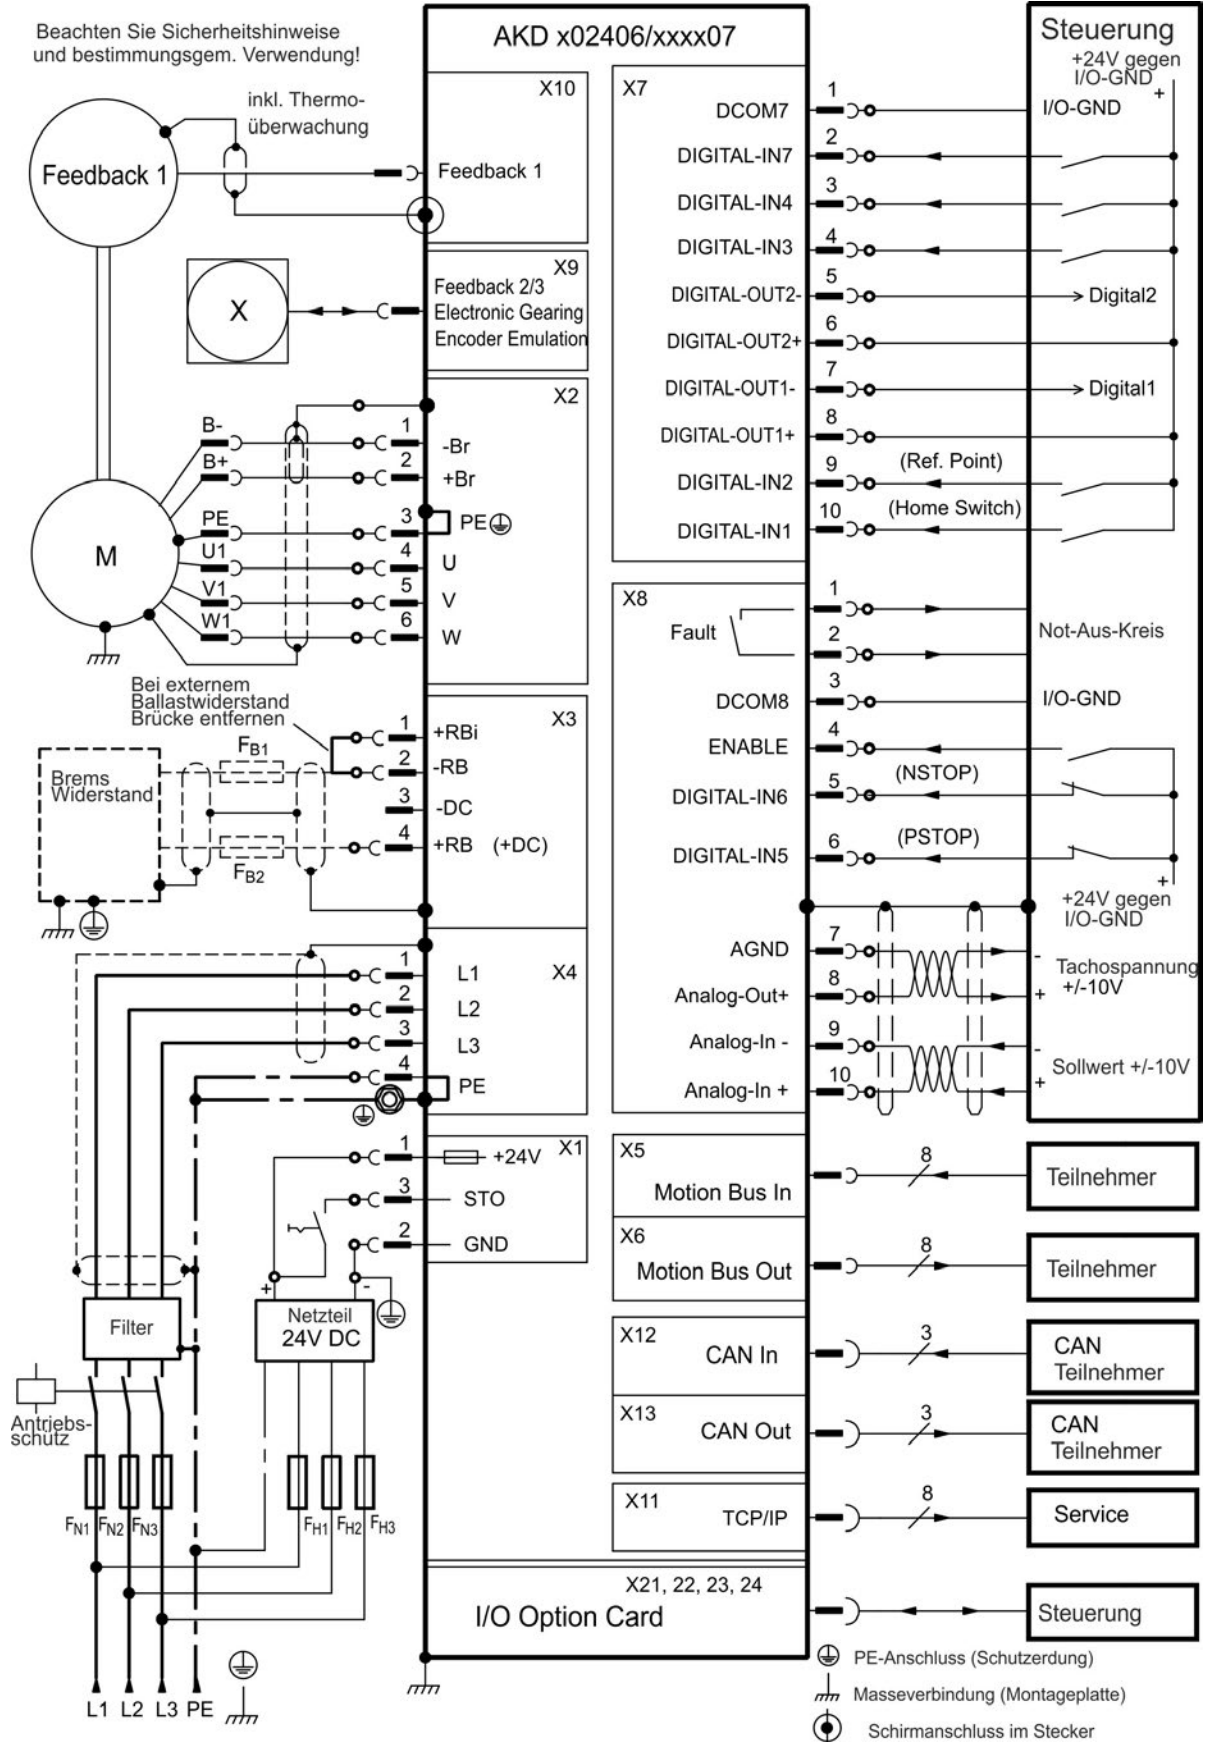 Beachten Sie Sicherheitshinweise
und bestimmungsgem. Verwendung!
AKD x02406/xxxx07
Steuerung
+24V gegen
I/O-GND
+
inkl. Thermo-
überwachung
Feedback 1
X10
Feedback 1
X
X9
Feedback 2/3
Electronic Gearing
Encoder Emulation
X2
B-
1
-Br
B+
2
+Br
PE
3
PE
M
U1
4
U
V1
5
V
W1
6
W
Bei externem
Ballastwiderstand
Brücke entfernen
X3
1
+RBi
FB1
2
-RB
Brems
Widerstand
3
-DC
4
+RB (+DC)
FB2
X4
1
L1
2
L2
3
L3
4
PE
X1
1
+24V
3
STO
2
GND
+
-
Netzteil
24V DC
Filter
Antriebs-
schütz
FN1
FN2
FN3
FH1
FH2
FH3
L1 L2 L3 PE
X7
DCOM7
1
I/O-GND
DIGITAL-IN7
2
DIGITAL-IN4
3
DIGITAL-IN3
4
DIGITAL-OUT2-
5
Digital2
DIGITAL-OUT2+
6
DIGITAL-OUT1-
7
Digital1
DIGITAL-OUT1+
8
DIGITAL-IN2
9
(Ref. Point)
DIGITAL-IN1
10
(Home Switch)
X8
Fault
1
2
Not-Aus-Kreis
DCOM8
3
I/O-GND
ENABLE
4
DIGITAL-IN6
5
(NSTOP)
DIGITAL-IN5
6
(PSTOP)
+
+24V gegen
I/O-GND
AGND
7
-
Tachospannung
+/-10V
Analog-Out+
8
+
Analog-In -
9
-
Sollwert +/-10V
Analog-In +
10
+
X5
Motion Bus In
8
Teilnehmer
X6
Motion Bus Out
8
Teilnehmer
X12
CAN In
3
CAN
Teilnehmer
X13
CAN Out
3
CAN
Teilnehmer
X11
TCP/IP
8
Service
X21, 22, 23, 24
I/O Option Card
Steuerung
PE-Anschluss (Schutzerdung)
Masseverbindung (Montageplatte)
Schirmanschluss im Stecker